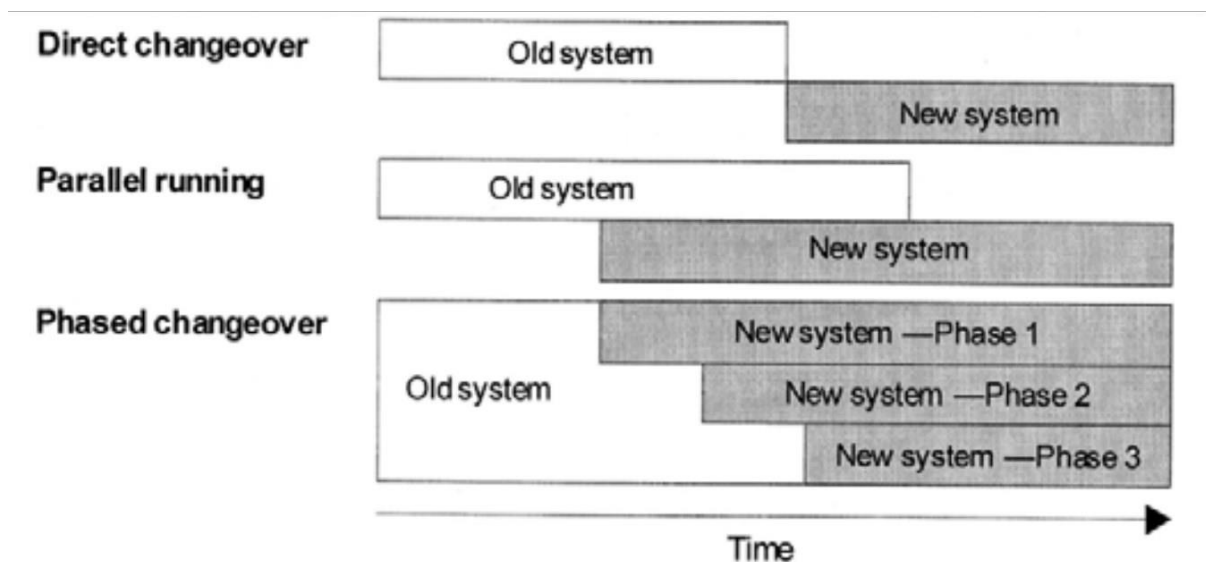 Direct changeover
Old system
New system
Parallel running
Old system
New system
Phased changeover
New system —Phase 1
Old system
New system —Phase 2
New system —Phase 3
Time